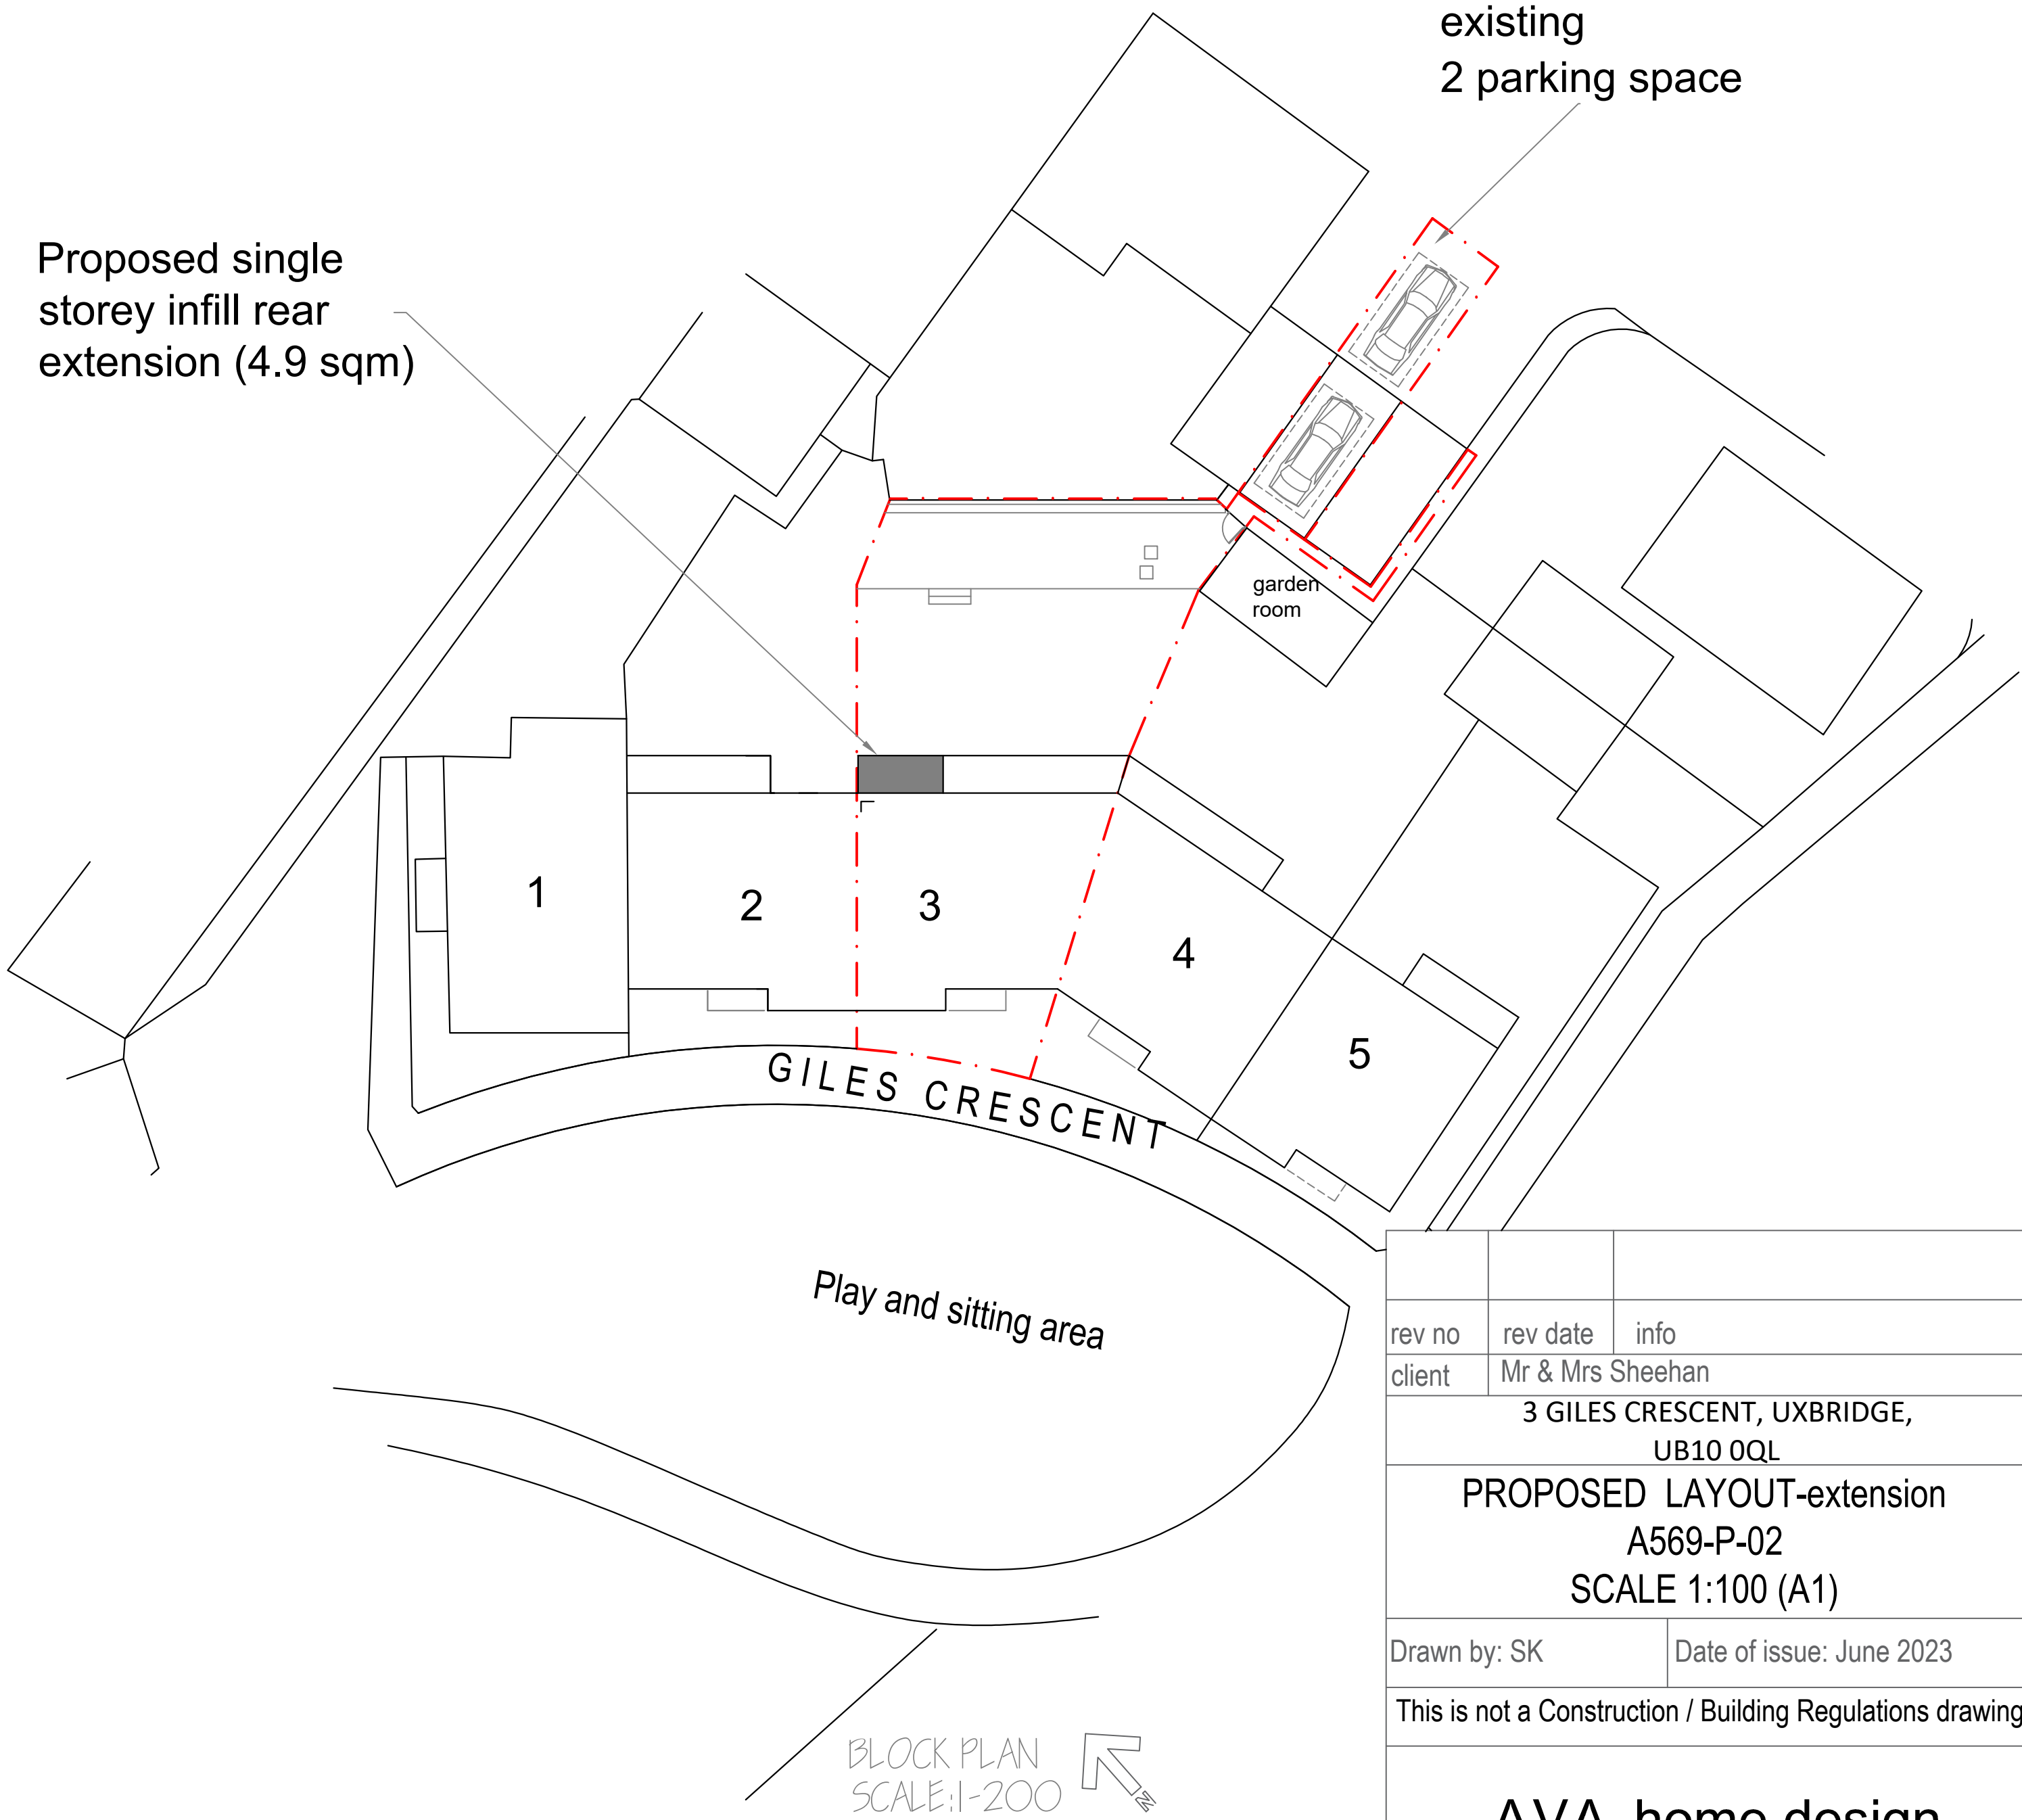 existing
2 parking space
Proposed single
storey infill rear
extension (4.9 sqm)
garden
room
1
2
3
4
5
GILES CRESCENT
Play and sitting area
rev no rev date info
client Mr & Mrs Sheehan
3 GILES CRESCENT, UXBRIDGE,
UB10 0QL
PROPOSED LAYOUT-extension
A569-P-02
SCALE 1:100 (A1)
Drawn by: SK Date of issue: June 2023
This is not a Construction / Building Regulations drawing
BLOCK PLAN
SCALE:1-200
N
AVA home design